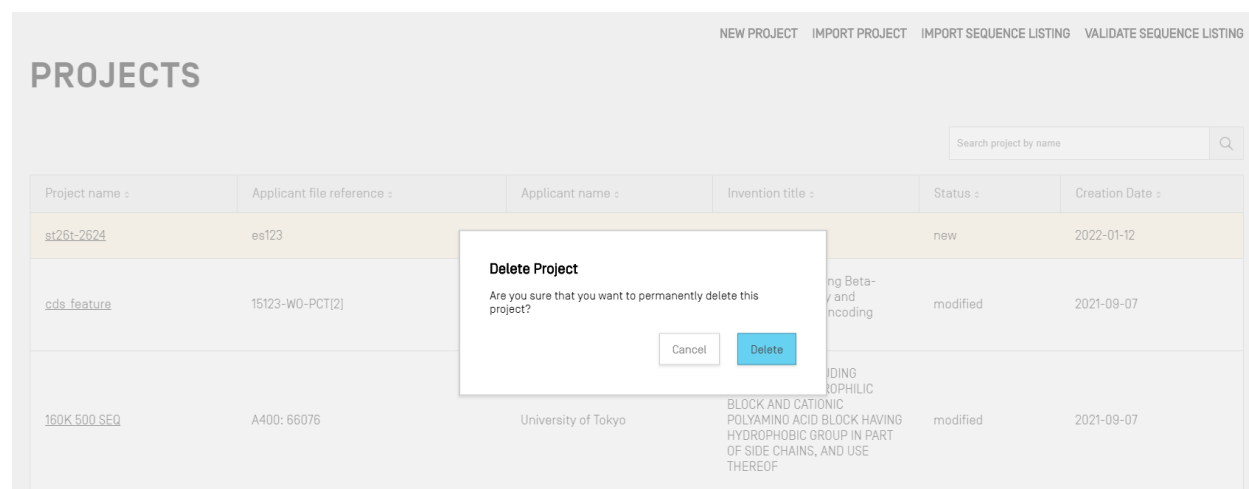 NEW PROJECT IMPORT PROJECT IMPORT SEQUENCE LISTING VALIDATE SEQUENCE LISTING
PROJECTS
Search project by name
Project name Applicant file reference Applicant name Invention title Status Creation Date
st26t-2624 es123 new 2022-01-12
Delete Project
Are you sure that you want to permanently delete this
project?
Cancel Delete
cds_feature 15123-WO-PCT[2] modified 2021-09-07
Beta-
and
160K 500 SEQ A400: 66076 University of Tokyo
BLOCK AND CATIONIC
POLYAMINO ACID BLOCK HAVING
HYDROPHOBIC GROUP IN PART
OF SIDE CHAINS, AND USE
THEREOF
modified 2021-09-07